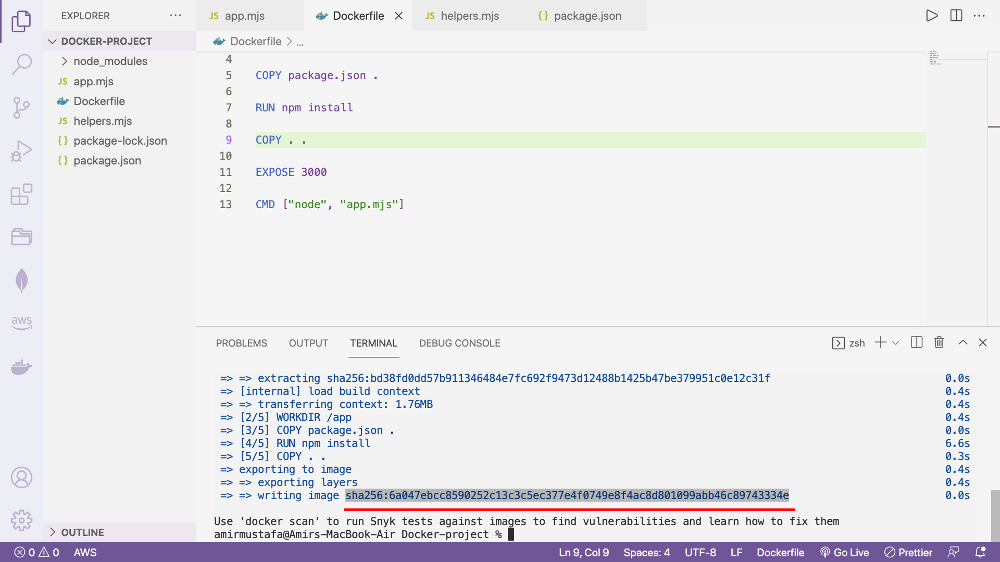 EXPLORER
DOCKER-PROJECT
node_modules
JS app.mjs
Dockerfile
JS helpers.mjs
{} package-lock.json
{} package.json
OUTLINE
aws
JS app.mjs
Dockerfile
JS helpers.mjs
{} package.json
Dockerfile > ...
4
5 COPY package.json .
6
7 RUN npm install
8
9 COPY . .
10
11 EXPOSE 3000
12
13 CMD ["node", "app.mjs"]
PROBLEMS OUTPUT TERMINAL DEBUG CONSOLE
zsh
=> => extracting sha256:bd38fd0dd57b911346484e7fc692f9473d12488b1425b47be379951c0e12c31f 0.0s
=> [internal] load build context 0.4s
=> => transferring context: 1.76MB 0.4s
=> [2/5] WORKDIR /app 0.4s
=> [3/5] COPY package.json . 0.0s
=> [4/5] RUN npm install 6.6s
=> [5/5] COPY . . 0.3s
=> exporting to image 0.4s
=> => exporting layers 0.4s
=> => writing image sha256:6a047ebcc8590252c13c3c5ec377e4f0749e8f4ac8d801099abb46c89743334e 0.0s
Use 'docker scan' to run Snyk tests against images to find vulnerabilities and learn how to fix them
amirmustafa@Amirs-MacBook-Air Docker-project %
0 0 AWS
Ln 9, Col 9 Spaces: 4 UTF-8 LF Dockerfile Go Live Prettier